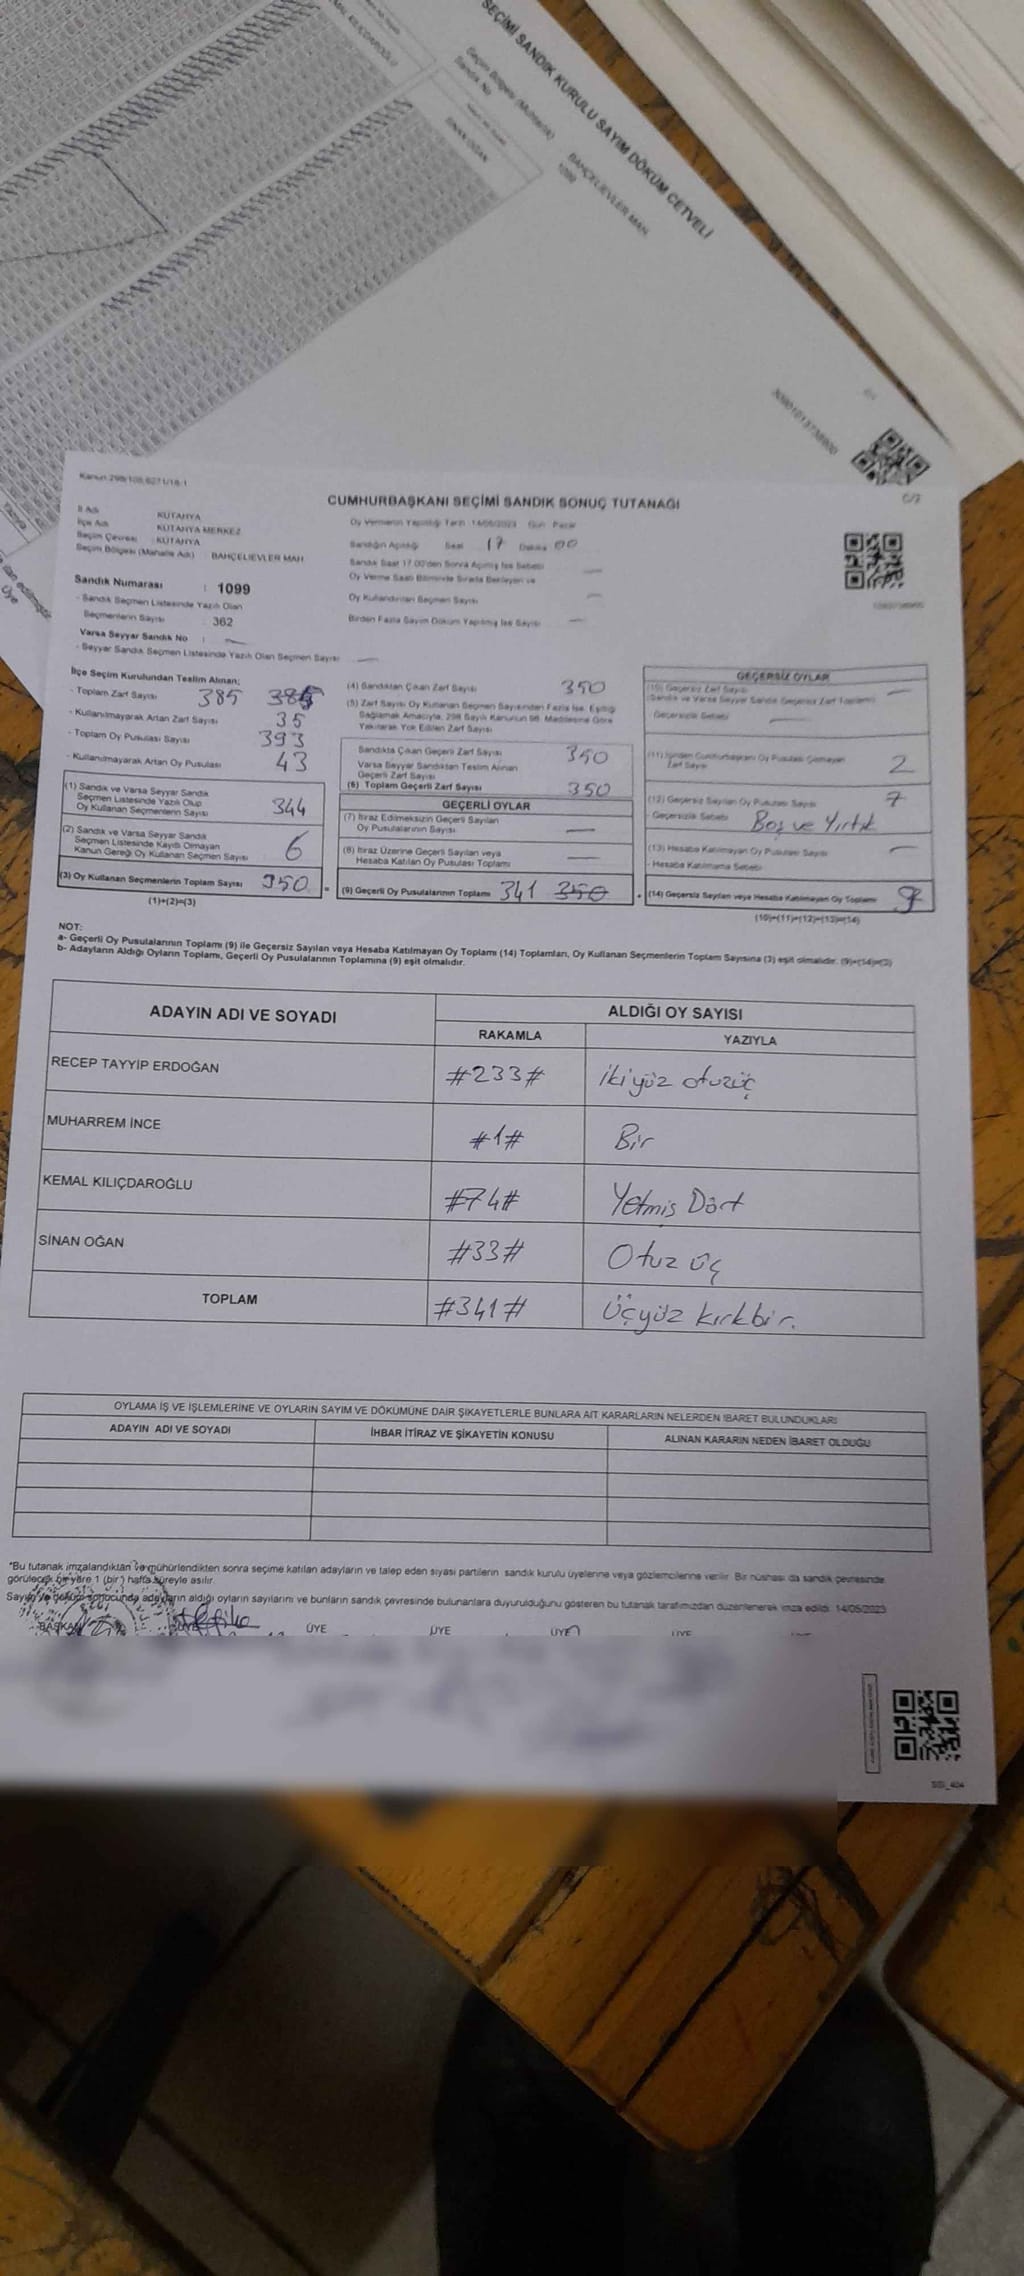 SEÇİMİ SANDIK KURULU SAYIM DÖKÜM CETVELİ
Seçim Bölgesi (Muhtarlık) BAHÇELİEVLER MAH.
Sandık No 1099
SİNAN OĞAN
Kanun:298/105,6271/18-1
C/2
CUMHURBAŞKANI SEÇİMİ SANDIK SONUÇ TUTANAĞI
İl Adı KÜTAHYA
İlçe Adı KÜTAHYA MERKEZ
Seçim Çevresi : KÜTAHYA
Seçim Bölgesi (Mahalle Adı) : BAHÇELİEVLER MAH
Sandık Numarası : 1099
- Sandık Seçmen Listesinde Yazılı Olan
Seçmenlerin Sayısı : 362
Varsa Seyyar Sandık No : —
- Seyyar Sandık Seçmen Listesinde Yazılı Olan Seçmen Sayısı —
Oy Vermenin Yapıldığı Tarih 14/05/2023 Gün Pazar
Sandığın Açıldığı Saat 17 Dakika 00
Sandık Saat 17.00'den Sonra Açılmış İse Sebebi —
Oy Verme Saati Bitiminde Sırada Bekleyen ve
Oy Kullandırılan Seçmen Sayısı —
Birden Fazla Sayım Döküm Yapılmış İse Sayısı —
İlçe Seçim Kurulundan Teslim Alınan;
- Toplam Zarf Sayısı 385 385
- Kullanılmayarak Artan Zarf Sayısı 35
- Toplam Oy Pusulası Sayısı 393
- Kullanılmayarak Artan Oy Pusulası 43
(1) Sandık ve Varsa Seyyar Sandık
Seçmen Listesinde Yazılı Olup
Oy Kullanan Seçmenlerin Sayısı 344
(2) Sandık ve Varsa Seyyar Sandık
Seçmen Listesinde Kayıtlı Olmayan
Kanun Gereği Oy Kullanan Seçmen Sayısı 6
(3) Oy Kullanan Seçmenlerin Toplam Sayısı 350
(1)+(2)=(3)
(4) Sandıktan Çıkan Zarf Sayısı 350
(5) Zarf Sayısı Oy Kullanan Seçmen Sayısından Fazla İse, Eşitliği
Sağlamak Amacıyla, 298 Sayılı Kanunun 98. Maddesine Göre
Yakılarak Yok Edilen Zarf Sayısı
Sandıkta Çıkan Geçerli Zarf Sayısı 350
Varsa Seyyar Sandıktan Teslim Alınan
Geçerli Zarf Sayısı
(6) Toplam Geçerli Zarf Sayısı 350
GEÇERLİ OYLAR
(7) İtiraz Edilmeksizin Geçerli Sayılan
Oy Pusulalarının Sayısı —
(8) İtiraz Üzerine Geçerli Sayılan veya
Hesaba Katılan Oy Pusulası Toplamı —
(9) Geçerli Oy Pusulalarının Toplamı 341 350
GEÇERSİZ OYLAR
(10) Geçersiz Zarf Sayısı —
(Sandık ve Varsa Seyyar Sandık Geçersiz Zarf Toplamı)
- Geçersizlik Sebebi —
(11) İçinden Cumhurbaşkanı Oy Pusulası Çıkmayan
Zarf Sayısı 2
(12) Geçersiz Sayılan Oy Pusulası Sayısı 7
- Geçersizlik Sebebi Boş ve Yırtık
(13) Hesaba Katılmayan Oy Pusulası Sayısı —
- Hesaba Katılmama Sebebi
(14) Geçersiz Sayılan veya Hesaba Katılmayan Oy Toplamı 9
(10)+(11)+(12)+(13)=(14)
NOT:
a- Geçerli Oy Pusulalarının Toplamı (9) ile Geçersiz Sayılan veya Hesaba Katılmayan Oy Toplamı (14) Toplamları, Oy Kullanan Seçmenlerin Toplam Sayısına (3) eşit olmalıdır. (9)+(14)=(3)
b- Adayların Aldığı Oyların Toplamı, Geçerli Oy Pusulalarının Toplamına (9) eşit olmalıdır.
ADAYIN ADI VE SOYADI ALDIĞI OY SAYISI
RAKAMLA YAZIYLA
RECEP TAYYİP ERDOĞAN #233# İkiyüz otuzüç
MUHARREM İNCE #1# Bir
KEMAL KILIÇDAROĞLU #74# Yetmiş Dört
SİNAN OĞAN #33# Otuz üç
TOPLAM #341# Üçyüz kırkbir.
OYLAMA İŞ VE İŞLEMLERİNE VE OYLARIN SAYIM VE DÖKÜMÜNE DAİR ŞİKAYETLERLE BUNLARA AİT KARARLARIN NELERDEN İBARET BULUNDUKLARI
ADAYIN ADI VE SOYADI İHBAR İTİRAZ VE ŞİKAYETİN KONUSU ALINAN KARARIN NEDEN İBARET OLDUĞU
*Bu tutanak imzalandıktan ve mühürlendikten sonra seçime katılan adayların ve talep eden siyasi partilerin sandık kurulu üyelerine veya gözlemcilerine verilir. Bir nüshası da sandık çevresinde
görülecek bir yere 1 (bir) hafta süreyle asılır.
Sayım ve döküm sonucunda adayların aldığı oyların sayılarını ve bunların sandık çevresinde bulunanlara duyurulduğunu gösteren bu tutanak tarafımızdan düzenlenerek imza edildi. 14/05/2023
BAŞKAN ÜYE ÜYE ÜYE ÜYE ÜYE